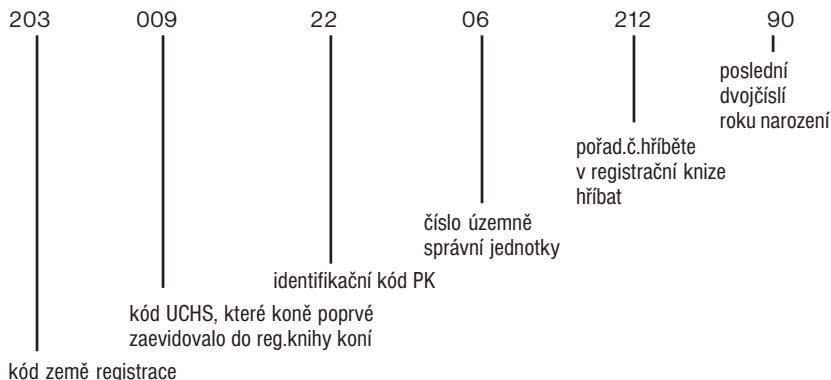 203 009 22 06 212 90
poslední
dvojčíslí
roku narození
pořad.č.hříběte
v registrační knize
hříbat
číslo územně
správní jednotky
identifikační kód PK
kód UCHS, které koně poprvé
zaevidovalo do reg.knihy koní
kód země registrace